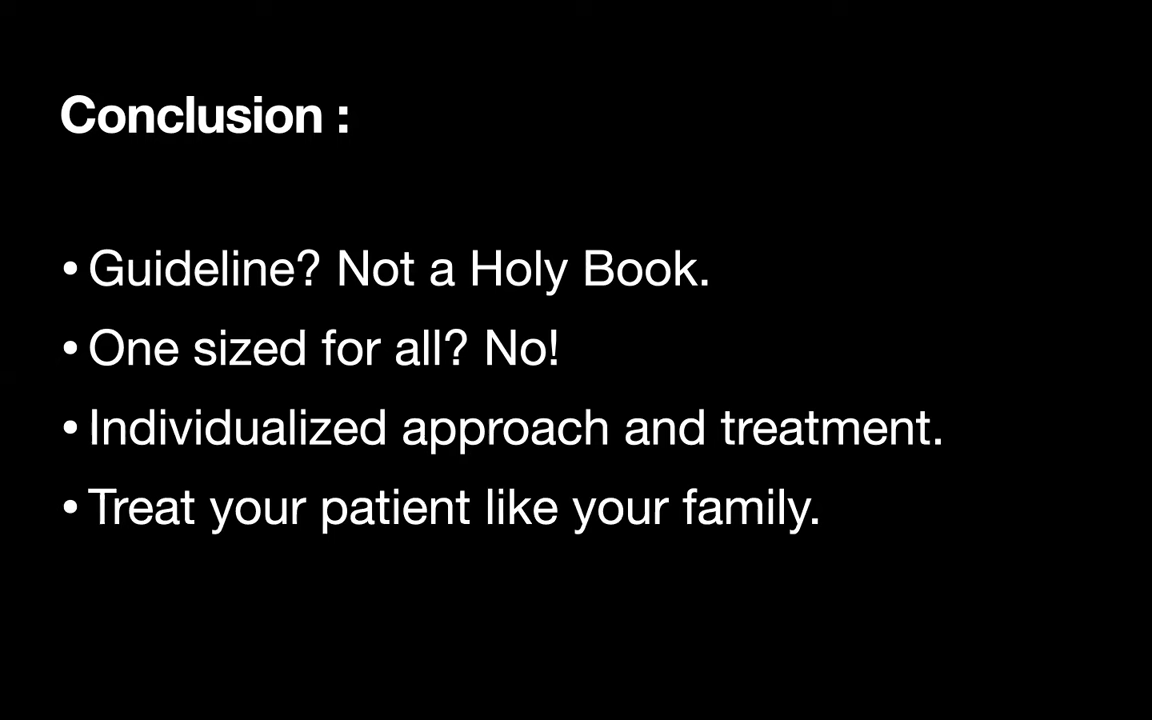 Conclusion :
• Guideline? Not a Holy Book.
• One sized for all? No!
• Individualized approach and treatment.
• Treat your patient like your family.